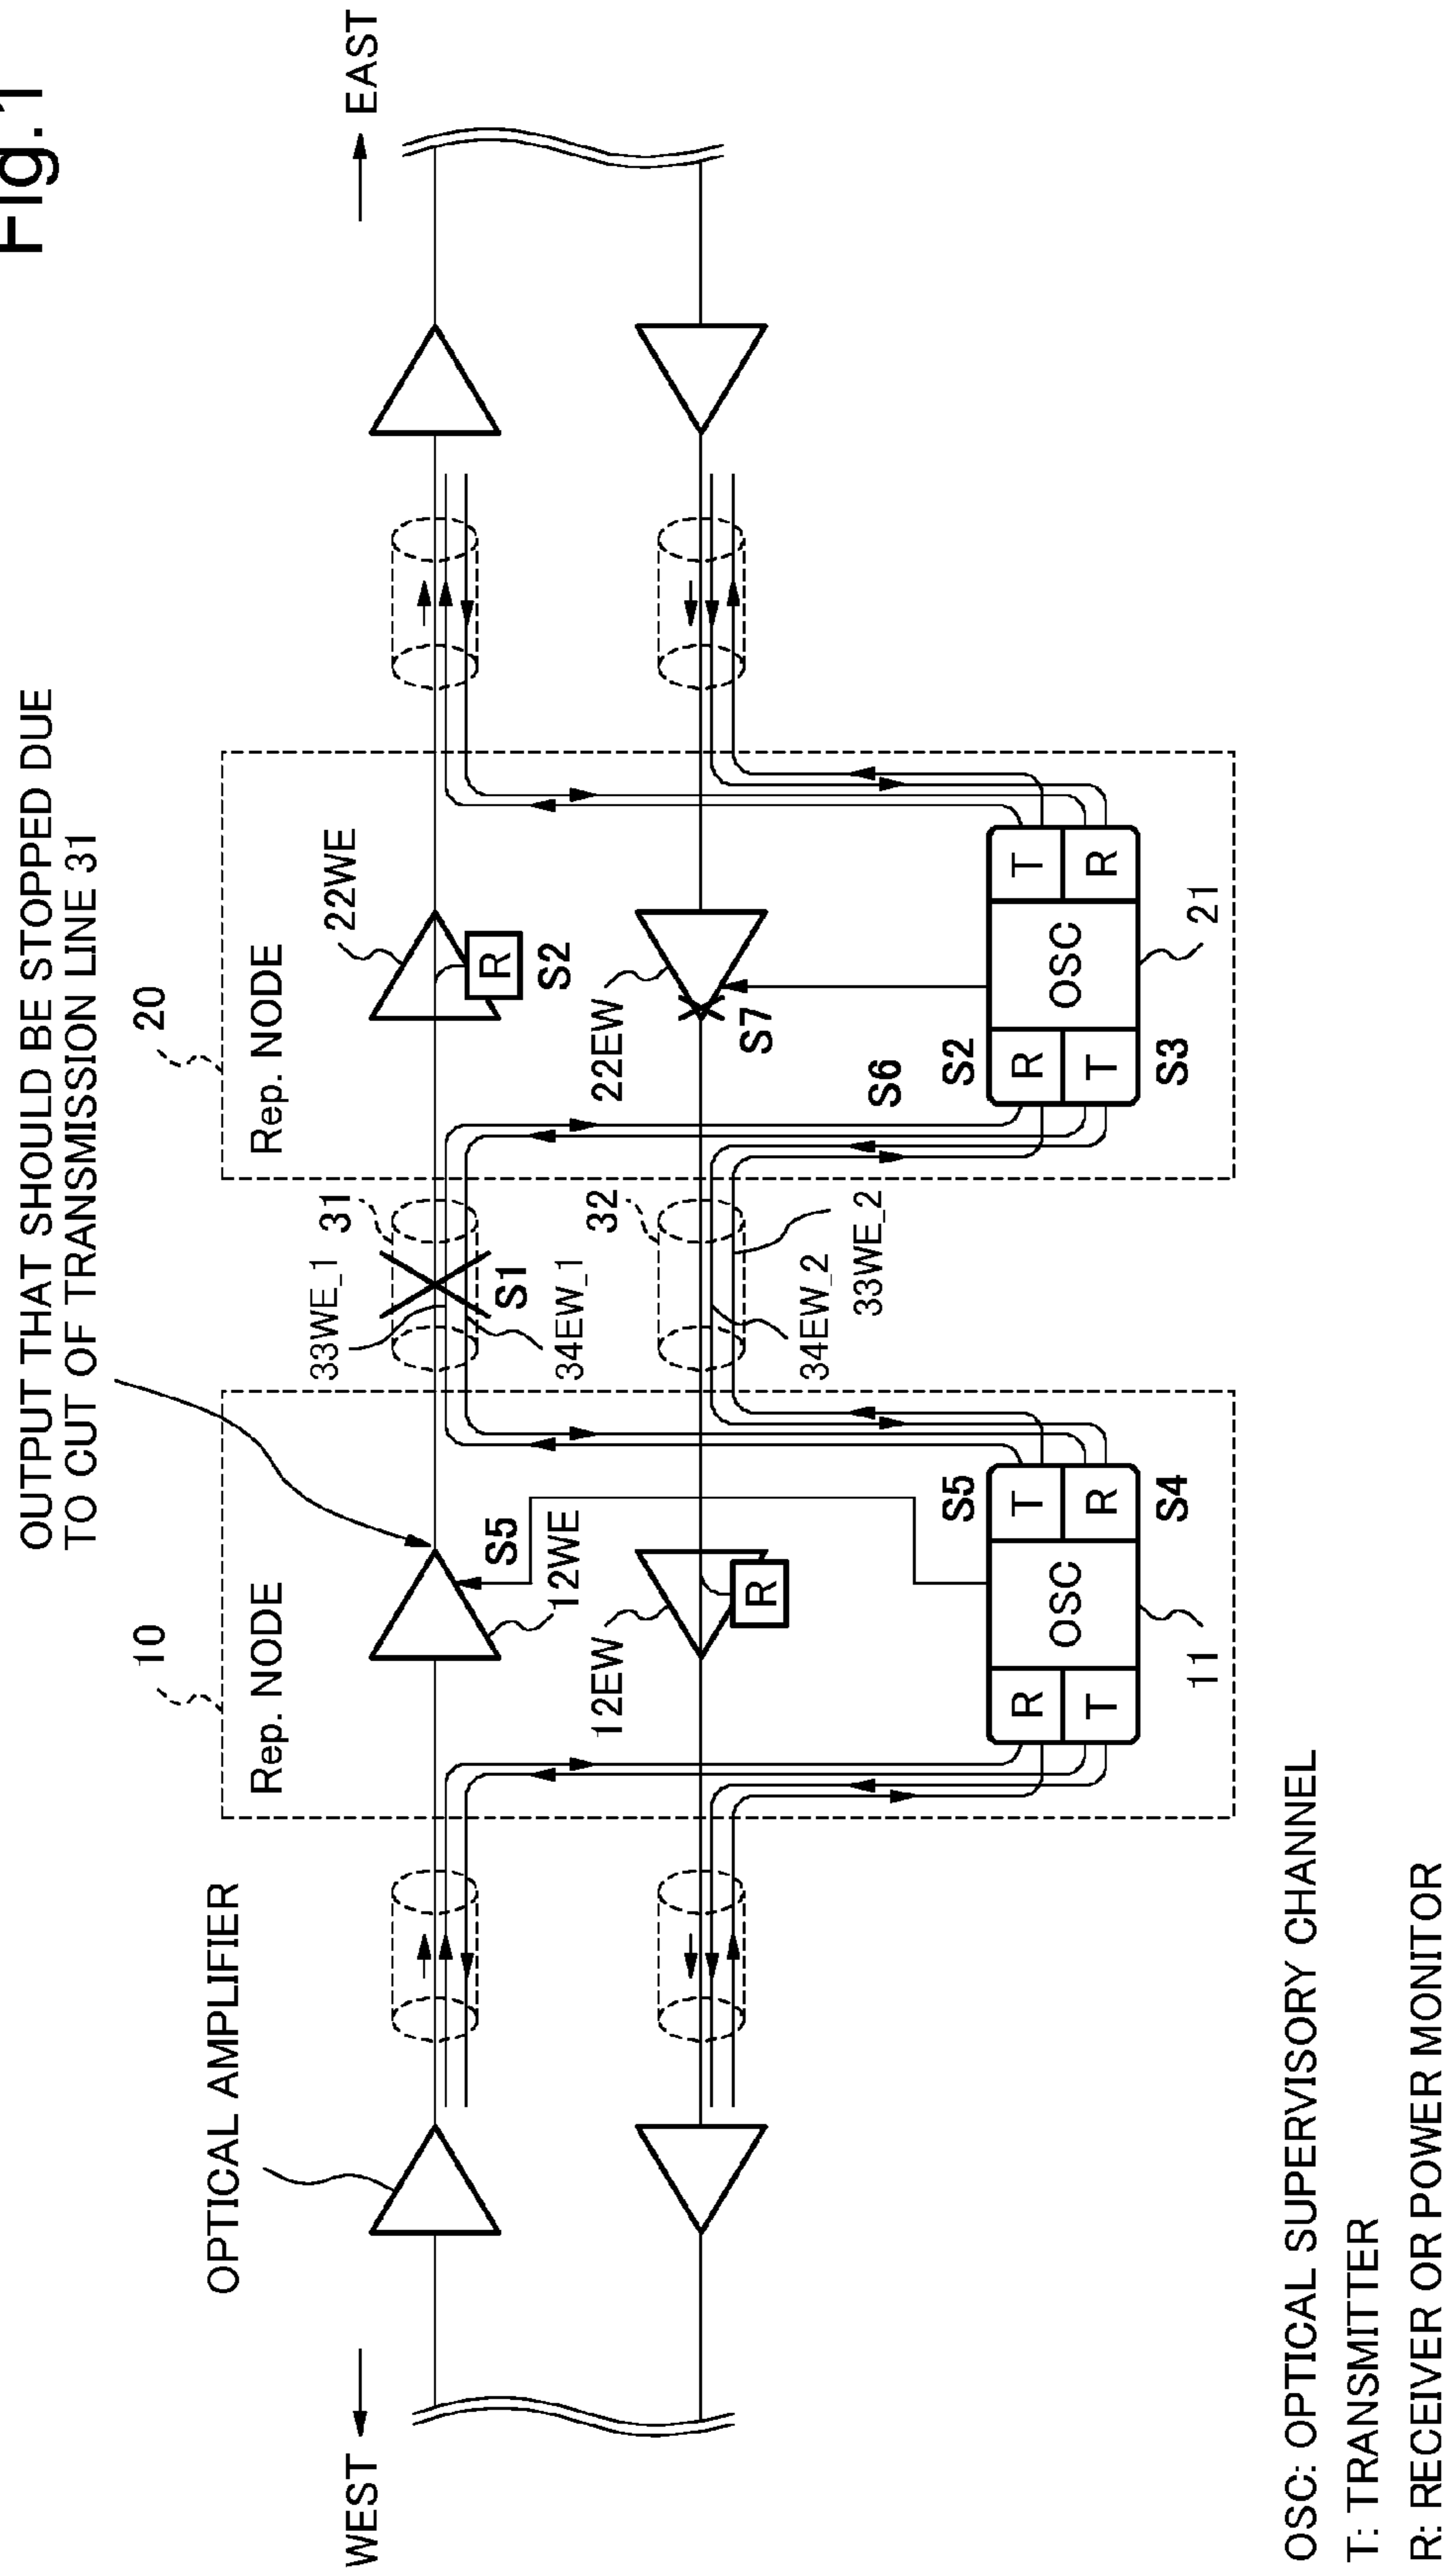 Fig.1
OUTPUT THAT SHOULD BE STOPPED DUE
TO CUT OF TRANSMISSION LINE 31
WEST
EAST
OPTICAL AMPLIFIER
10
20
Rep. NODE
Rep. NODE
33WE_1
31
22WE
R
S2
S5
12WE
S1
34EW_1
12EW
R
32
22EW
S7
34EW_2
33WE_2
S6
S5
S2
R
T
OSC
T
R
S4
11
R
T
OSC
T
R
S3
21
OSC: OPTICAL SUPERVISORY CHANNEL
T: TRANSMITTER
R: RECEIVER OR POWER MONITOR